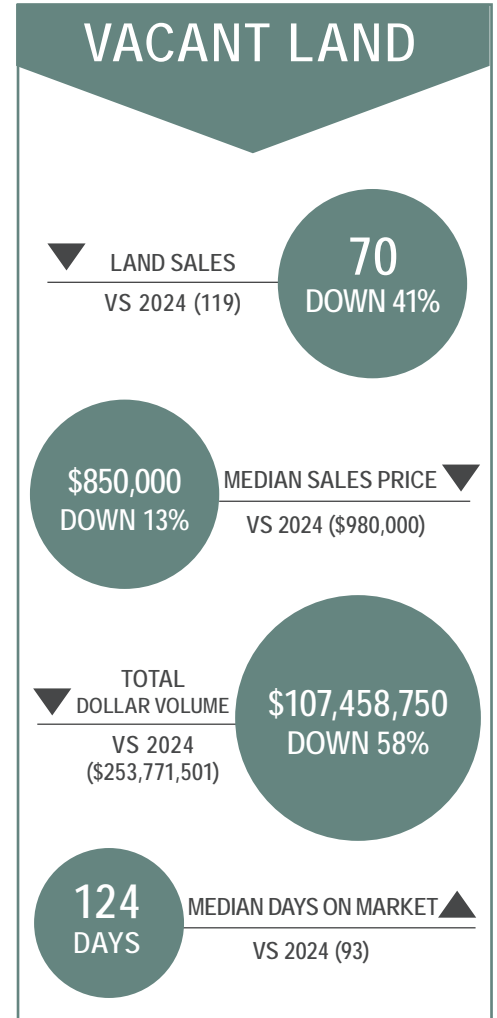 VACANT LAND
LAND SALES
VS 2024 (119)
70
DOWN 41%
$850,000
DOWN 13%
MEDIAN SALES PRICE
VS 2024 ($980,000)
TOTAL
DOLLAR VOLUME
VS 2024
($253,771,501)
$107,458,750
DOWN 58%
124
DAYS
MEDIAN DAYS ON MARKET
VS 2024 (93)